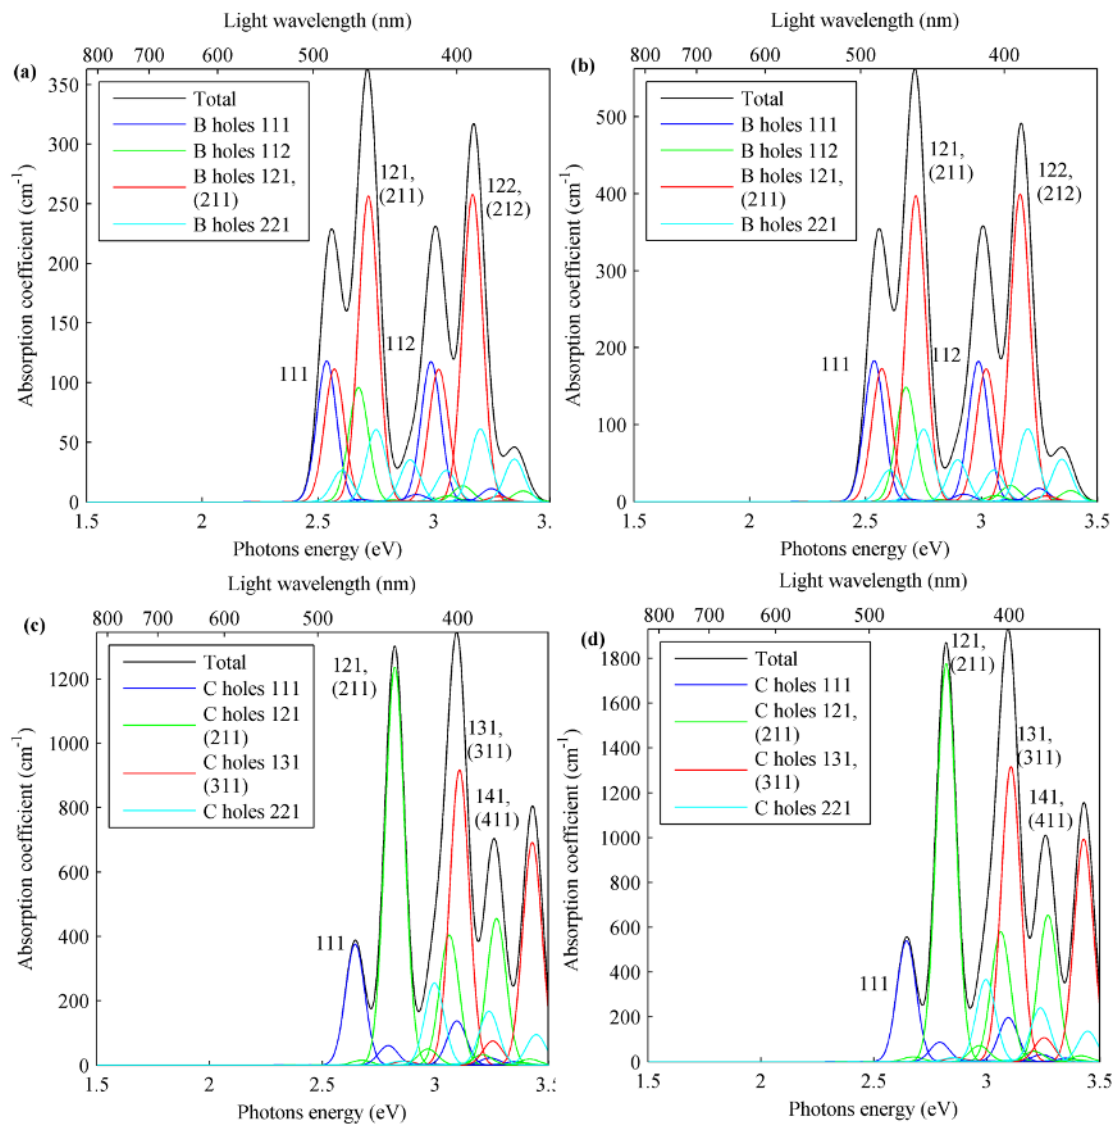 Light wavelength (nm)
800 700 600 500 400
(a)
350
300
250
200
150
100
50
0
Absorption coefficient (cm-1)
Total
B holes 111
B holes 112
B holes 121,
(211)
B holes 221
121,
(211)
122,
(212)
111
112
1.5 2 2.5 3 3.
Photons energy (eV)
Light wavelength (nm)
800 700 600 500 400
(b)
500
400
300
200
100
0
Absorption coefficient (cm-1)
Total
B holes 111
B holes 112
B holes 121,
(211)
B holes 221
121,
(211)
122,
(212)
111
112
1.5 2 2.5 3 3.5
Photons energy (eV)
Light wavelength (nm)
800 700 600 500 400
(c)
1200
1000
800
600
400
200
0
Absorption coefficient (cm-1)
Total
C holes 111
C holes 121
(211)
C holes 131
(311)
C holes 221
121,
(211)
131,
(311)
141,
(411)
111
1.5 2 2.5 3 3.5
Photons energy (eV)
Light wavelength (nm)
800 700 600 500 400
(d)
1800
1600
1400
1200
1000
800
600
400
200
0
Absorption coefficient (cm-1)
Total
C holes 111
C holes 121,
(211)
C holes 131,
(311)
C holes 221
121,
(211)
131,
(311)
141,
(411)
111
1.5 2 2.5 3 3.5
Photons energy (eV)